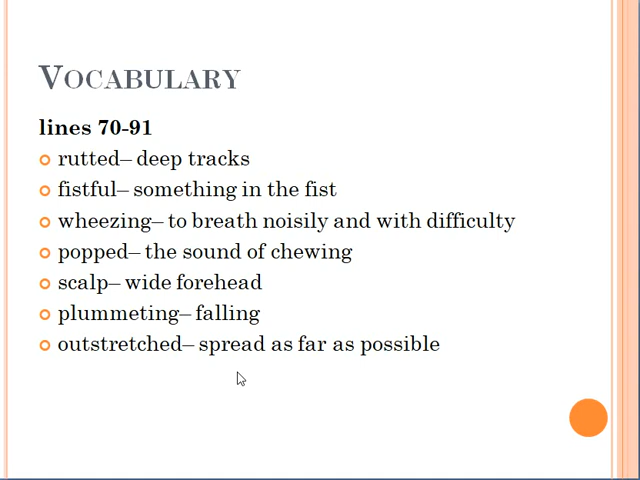 VOCABULARY
lines 70-91
rutted– deep tracks
fistful– something in the fist
wheezing– to breath noisily and with difficulty
popped– the sound of chewing
scalp– wide forehead
plummeting– falling
outstretched– spread as far as possible